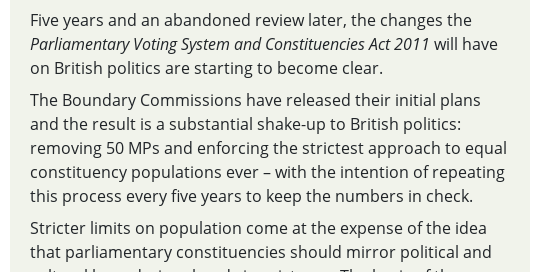 Five years and an abandoned review later, the changes the
Parliamentary Voting System and Constituencies Act 2011 will have
on British politics are starting to become clear.
The Boundary Commissions have released their initial plans
and the result is a substantial shake-up to British politics:
removing 50 MPs and enforcing the strictest approach to equal
constituency populations ever – with the intention of repeating
this process every five years to keep the numbers in check.
Stricter limits on population come at the expense of the idea
that parliamentary constituencies should mirror political and